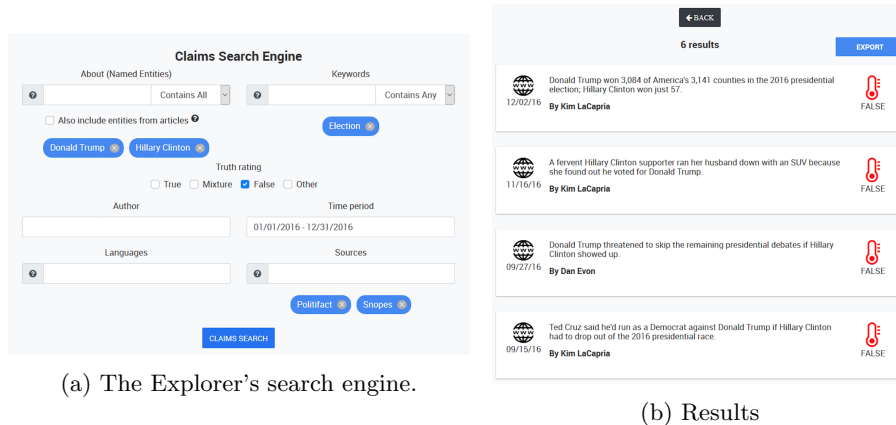 Claims Search Engine
About (Named Entities)
Keywords
Contains All
Contains Any
Also include entities from articles
Election
Donald Trump
Hillary Clinton
Truth rating
True
Mixture
False
Other
Author
Time period
01/01/2016 - 12/31/2016
Languages
Sources
Politifact
Snopes
CLAIMS SEARCH
(a) The Explorer's search engine.
BACK
6 results
EXPORT
WWW
12/02/16
Donald Trump won 3,084 of America's 3,141 counties in the 2016 presidential
election; Hillary Clinton won just 57.
By Kim LaCapria
FALSE
WWW
11/16/16
A fervent Hillary Clinton supporter ran her husband down with an SUV because
she found out he voted for Donald Trump.
By Kim LaCapria
FALSE
WWW
09/27/16
Donald Trump threatened to skip the remaining presidential debates if Hillary
Clinton showed up.
By Dan Evon
FALSE
WWW
09/15/16
Ted Cruz said he'd run as a Democrat against Donald Trump if Hillary Clinton
had to drop out of the 2016 presidential race.
By Kim LaCapria
FALSE
(b) Results